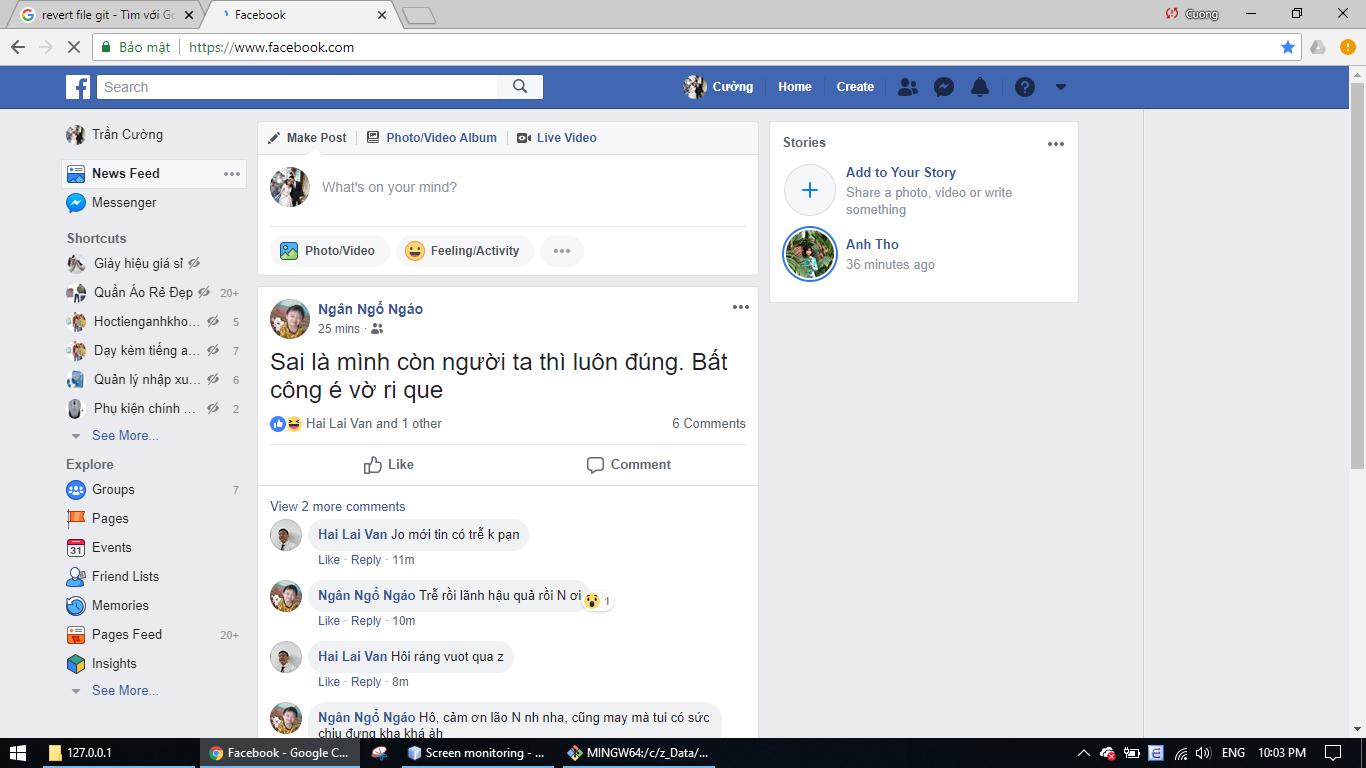 revert file git - Tìm với Go
Facebook
Cuong
Bảo mật
https://www.facebook.com
Search
Cường
Home
Create
Trần Cường
News Feed
Messenger
Shortcuts
Giày hiệu giá sỉ
Quần Áo Rẻ Đẹp 20+
Hoctienganhkho... 5
Dạy kèm tiếng a... 7
Quản lý nhập xu... 6
Phụ kiện chính ... 2
See More...
Explore
Groups 7
Pages
Events
Friend Lists
Memories
Pages Feed 20+
Insights
See More...
Make Post
Photo/Video Album
Live Video
What's on your mind?
Photo/Video
Feeling/Activity
Ngân Ngổ Ngáo
25 mins ·
Sai là mình còn người ta thì luôn đúng. Bất
công é vờ ri que
Hai Lai Van and 1 other
6 Comments
Like
Comment
View 2 more comments
Hai Lai Van Jo mới tin có trễ k pạn
Like · Reply · 11m
Ngân Ngổ Ngáo Trễ rồi lãnh hậu quả rồi N ơi
1
Like · Reply · 10m
Hai Lai Van Hôi ráng vuot qua z
Like · Reply · 8m
Ngân Ngổ Ngáo Hô, cảm ơn lão N nh nha, cũng may mà tui có sức
chịu đựng kha khá àh
Stories
Add to Your Story
Share a photo, video or write
something
Anh Tho
36 minutes ago
31
127.0.0.1
Facebook - Google C...
Screen monitoring - ...
MINGW64:/c/z_Data/...
ENG
10:03 PM